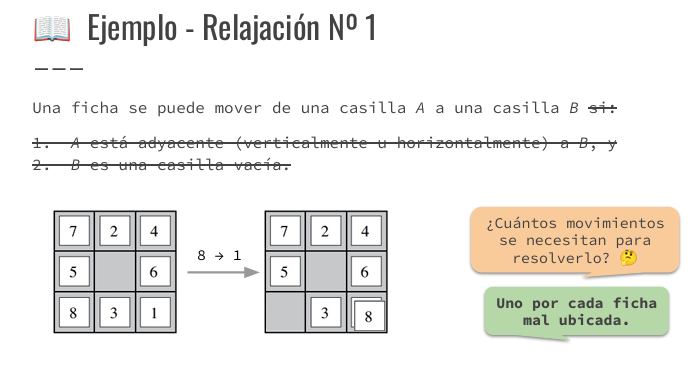 📖 Ejemplo - Relajación Nº 1
Una ficha se puede mover de una casilla A a una casilla B si:
1. A está adyacente (verticalmente u horizontalmente) a B, y
2. B es una casilla vacía.
7 2 4
5 6
8 3 1
8 → 1
7 2 4
5 6
3 8
¿Cuántos movimientos
se necesitan para
resolverlo? 🤔
Uno por cada ficha
mal ubicada.